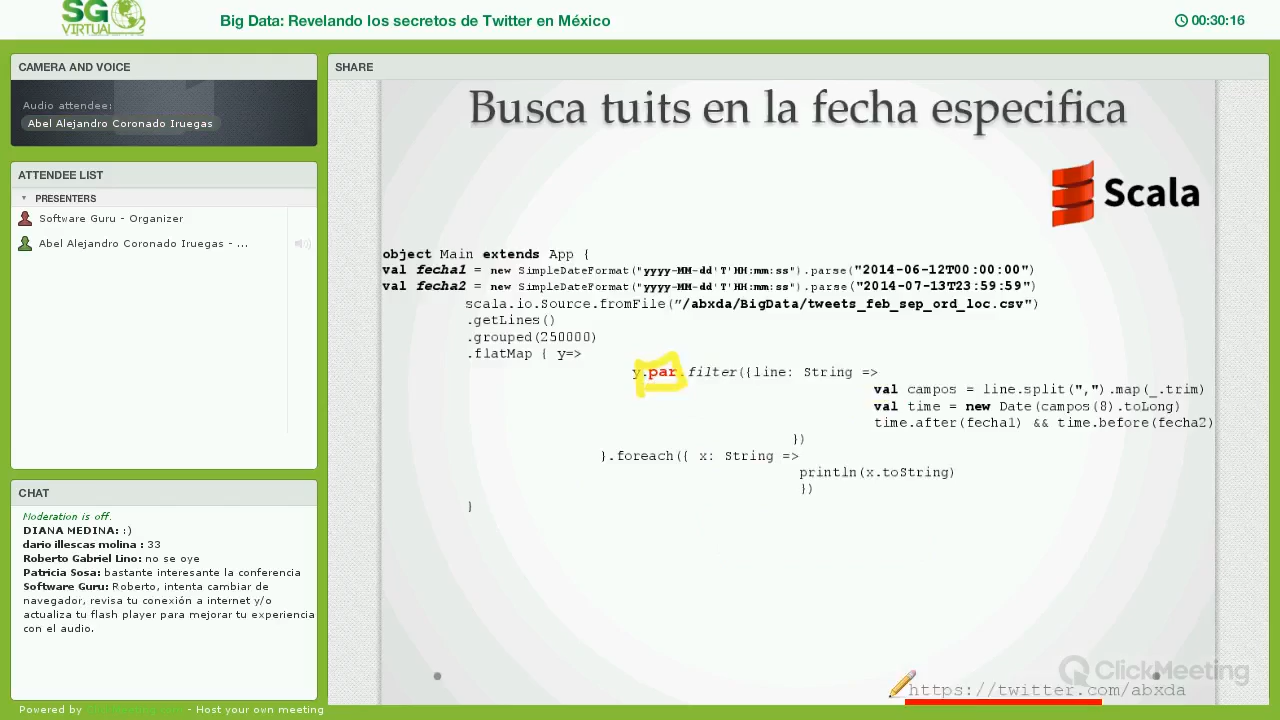 SG
VIRTUAL
Big Data: Revelando los secretos de Twitter en México
00:30:16
CAMERA AND VOICE
Audio attendee:
Abel Alejandro Coronado Iruegas
ATTENDEE LIST
PRESENTERS
Software Guru - Organizer
Abel Alejandro Coronado Iruegas - ...
CHAT
Moderation is off.
DIANA MEDINA: :)
dario illescas molina : 33
Roberto Gabriel Lino: no se oye
Patricia Sosa: bastante interesante la conferencia
Software Guru: Roberto, intenta cambiar de
navegador, revisa tu conexión a internet y/o
actualiza tu flash player para mejorar tu experiencia
con el audio.
Powered by ClickMeeting.com - Host your own meeting
SHARE
Busca tuits en la fecha especifica
Scala
object Main extends App {
val fecha1 = new SimpleDateFormat("yyyy-MM-dd'T'HH:mm:ss").parse("2014-06-12T00:00:00")
val fecha2 = new SimpleDateFormat("yyyy-MM-dd'T'HH:mm:ss").parse("2014-07-13T23:59:59")
scala.io.Source.fromFile("/abxda/BigData/tweets_feb_sep_ord_loc.csv")
.getLines()
.grouped(250000)
.flatMap { y=>
y.par.filter({line: String =>
val campos = line.split(",").map(_.trim)
val time = new Date(campos(8).toLong)
time.after(fecha1) && time.before(fecha2)
})
}.foreach({ x: String =>
println(x.toString)
})
}
ClickMeeting
https://twitter.com/abxda